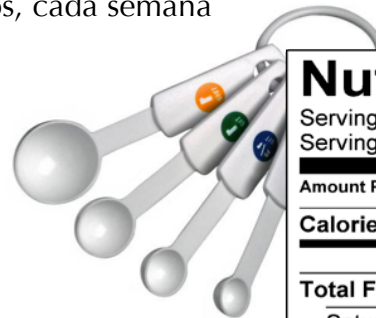 os, cada semana
Nu
Serving
Serving
Amount P
Calorie
Total F